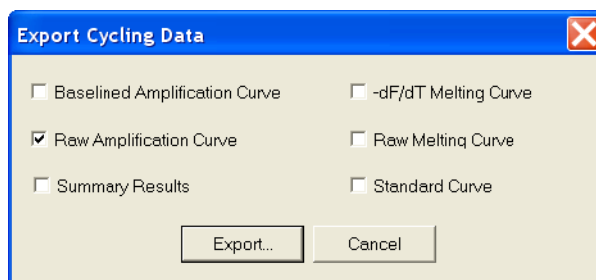 Export Cycling Data
Baselined Amplification Curve
-dF/dT Melting Curve
Raw Amplification Curve
Raw Melting Curve
Summary Results
Standard Curve
Export...
Cancel